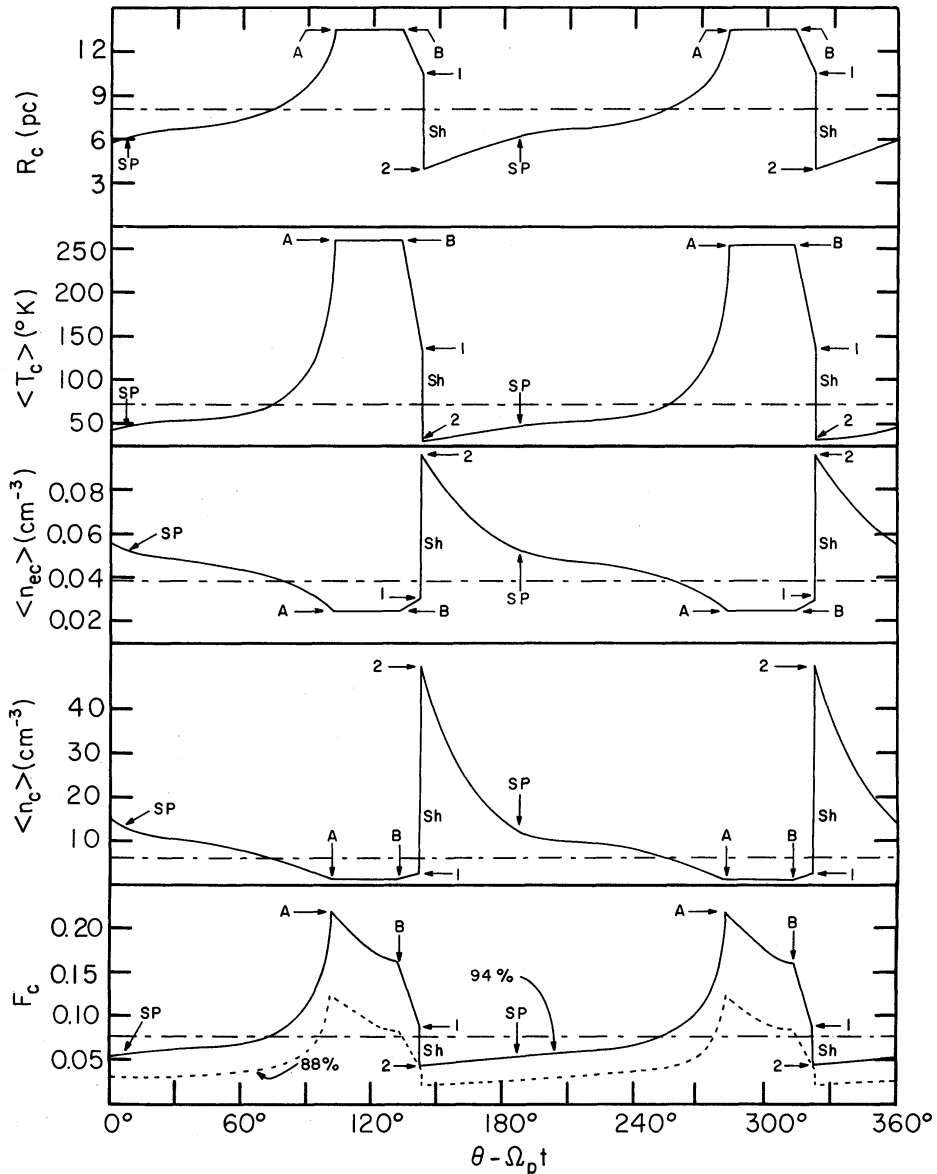 12
9
6
3
R_c (pc)
A
B
1
Sh
2
SP
A
B
1
Sh
2
SP
250
200
150
100
50
<T_c> (°K)
SP
A
B
1
Sh
2
SP
A
B
1
Sh
2
0.08
0.06
0.04
0.02
<n_ec> (cm⁻³)
SP
A
B
1
Sh
2
SP
A
B
1
Sh
2
40
30
20
10
<n_c> (cm⁻³)
SP
A
B
2
Sh
1
SP
A
B
2
Sh
1
0.20
0.15
0.10
0.05
F_c
SP
88%
A
B
1
Sh
2
SP
94%
A
B
1
Sh
2
0° 60° 120° 180° 240° 300° 360°
θ - Ω_p t